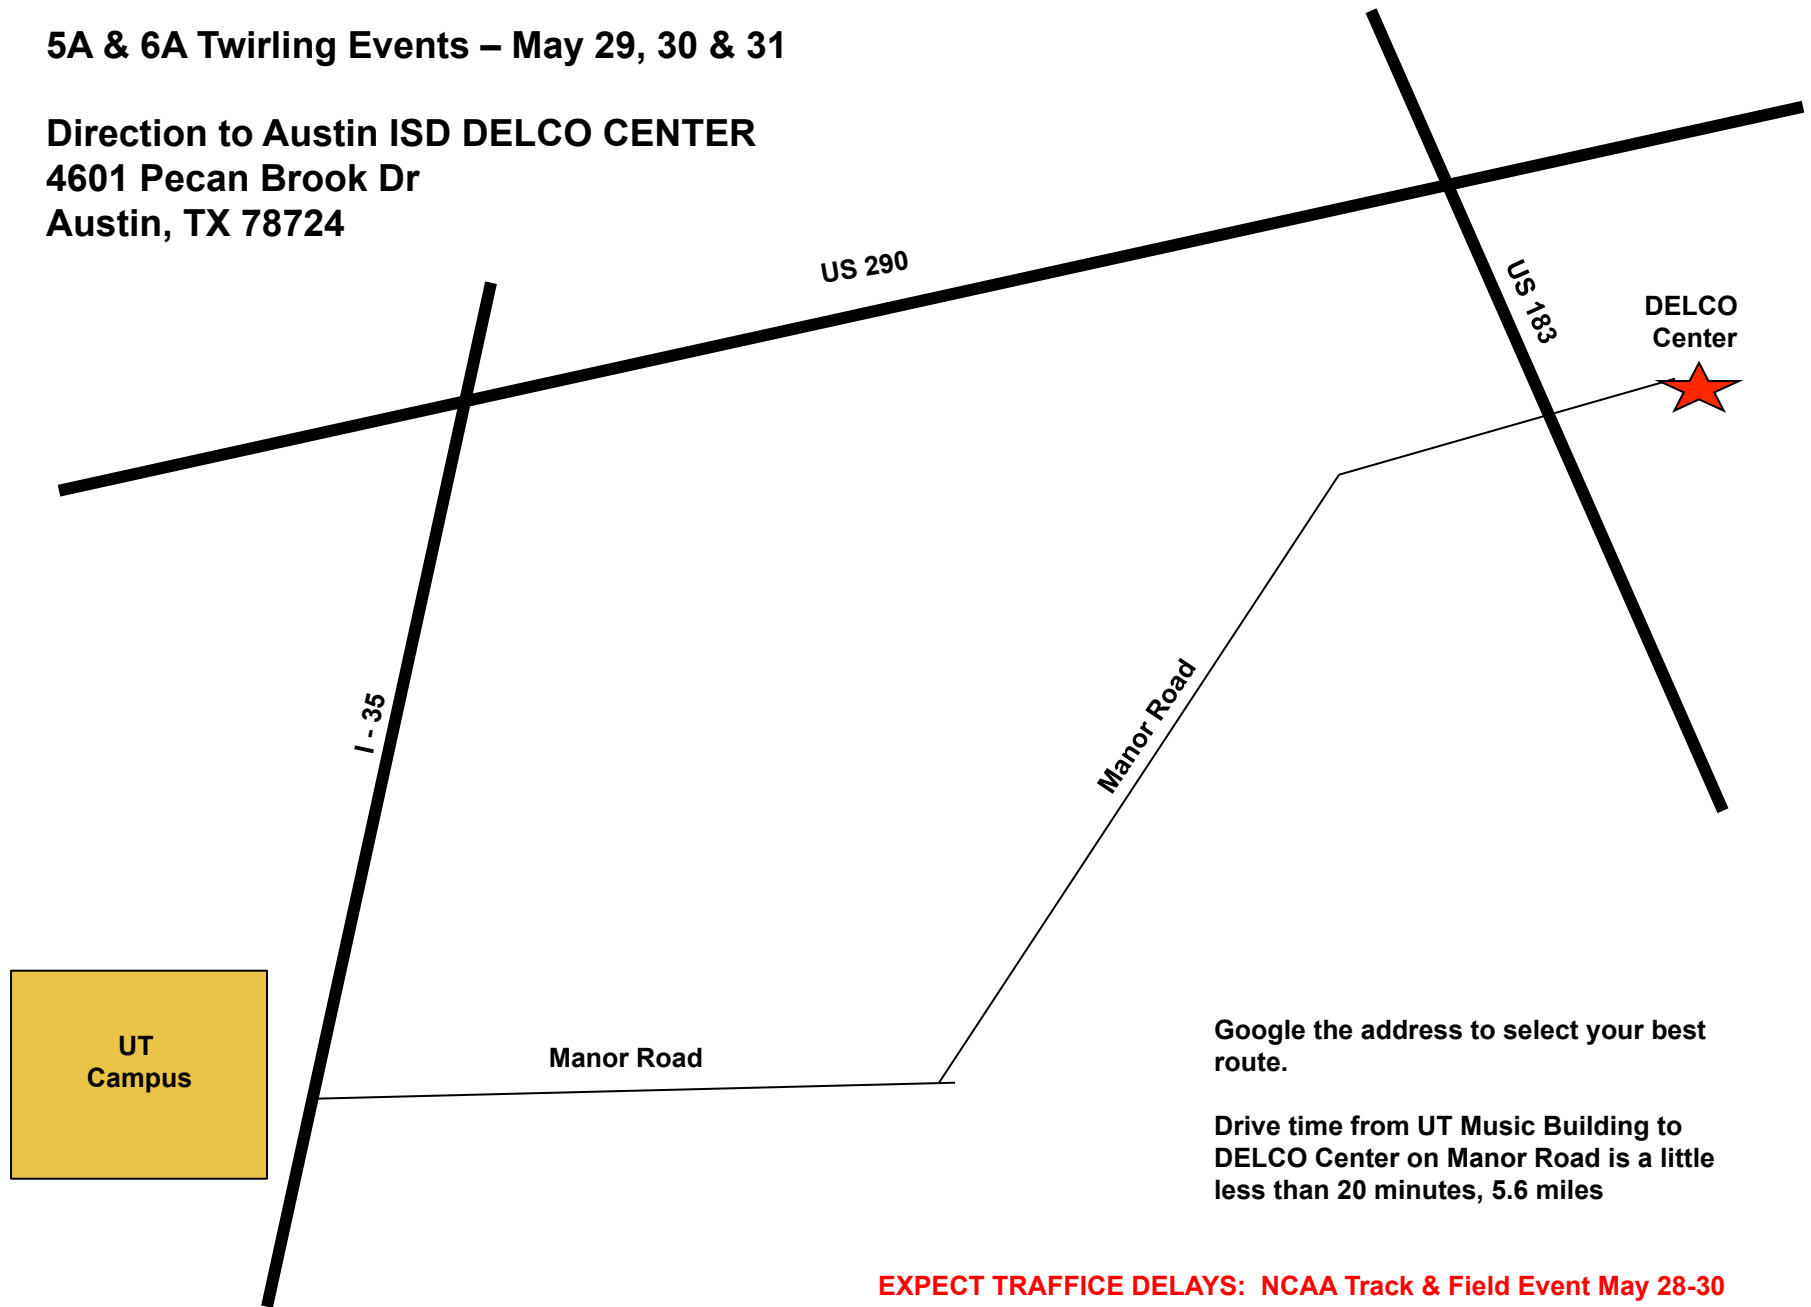 5A & 6A Twirling Events – May 29, 30 & 31
Direction to Austin ISD DELCO CENTER
4601 Pecan Brook Dr
Austin, TX 78724
US 290
US 183
DELCO
Center
I - 35
Manor Road
UT
Campus
Manor Road
Google the address to select your best
route.
Drive time from UT Music Building to
DELCO Center on Manor Road is a little
less than 20 minutes, 5.6 miles
EXPECT TRAFFICE DELAYS:  NCAA Track & Field Event May 28-30